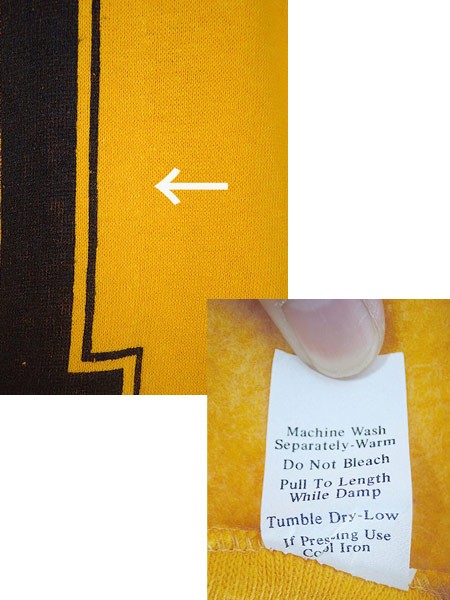 Machine Wash
Separately-Warm
Do Not Bleach
Pull To Length
While Damp
Tumble Dry-Low
If Pressing Use
Cool Iron